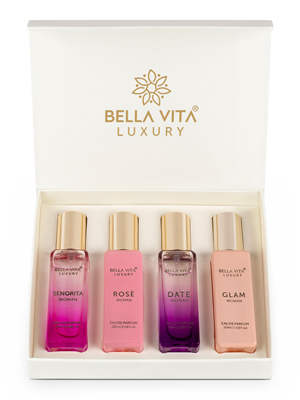 BELLA VITA®
LUXURY
BELLA VITA
LUXURY
SENORITA
WOMAN
BELLA VITA
LUXURY
ROSÈ
WOMAN
EAU DE PARFUM
BELLA VITA
LUXURY
DATE
WOMAN
BELLA VITA
LUXURY
GLAM
WOMAN
EAU DE PARFUM